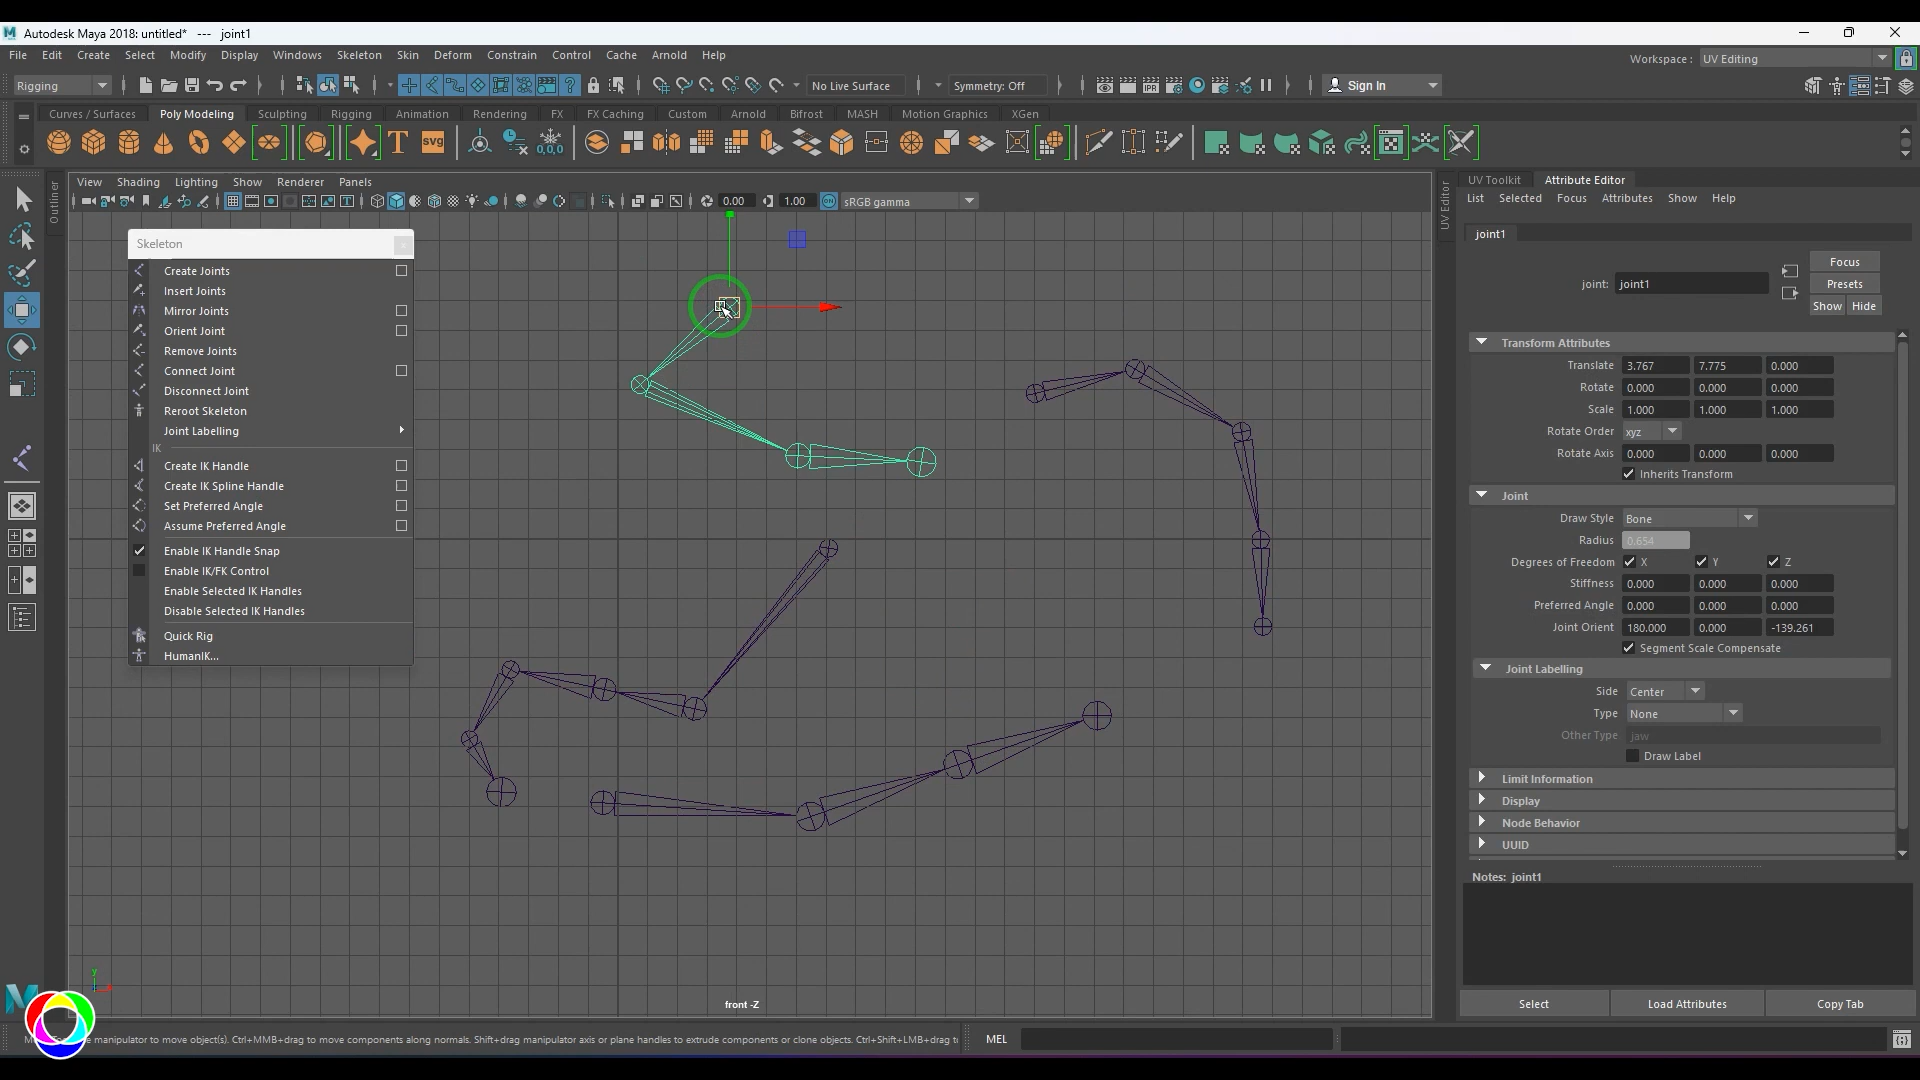 Autodesk Maya 2018: untitled* --- joint1
File Edit Create Select Modify Display Windows Skeleton Skin Deform Constrain Control Cache Arnold Help
Workspace : UV Editing
Rigging
No Live Surface
Symmetry: Off
IPR
Sign In
Curves / Surfaces Poly Modeling Sculpting Rigging Animation Rendering FX FX Caching Custom Arnold Bifrost MASH Motion Graphics XGen
T
SVG
0,0,0
Outliner
View Shading Lighting Show Renderer Panels
0.00
1.00
ON
sRGB gamma
Skeleton
Create Joints
Insert Joints
Mirror Joints
Orient Joint
Remove Joints
Connect Joint
Disconnect Joint
Reroot Skeleton
Joint Labelling
IK
Create IK Handle
Create IK Spline Handle
Set Preferred Angle
Assume Preferred Angle
Enable IK Handle Snap
Enable IK/FK Control
Enable Selected IK Handles
Disable Selected IK Handles
Quick Rig
HumanIK...
y
front -Z
UV Editor
UV Toolkit Attribute Editor
List Selected Focus Attributes Show Help
joint1
joint: joint1
Focus
Presets
Show Hide
Transform Attributes
Translate 3.767 7.775 0.000
Rotate 0.000 0.000 0.000
Scale 1.000 1.000 1.000
Rotate Order xyz
Rotate Axis 0.000 0.000 0.000
Inherits Transform
Joint
Draw Style Bone
Radius 0.654
Degrees of Freedom X Y Z
Stiffness 0.000 0.000 0.000
Preferred Angle 0.000 0.000 0.000
Joint Orient 180.000 0.000 -139.261
Segment Scale Compensate
Joint Labelling
Side Center
Type None
Other Type jaw
Draw Label
Limit Information
Display
Node Behavior
UUID
Notes: joint1
Select Load Attributes Copy Tab
manipulator to move object(s). Ctrl+MMB+drag to move components along normals. Shift+drag manipulator axis or plane handles to extrude components or clone objects. Ctrl+Shift+LMB+drag
MEL